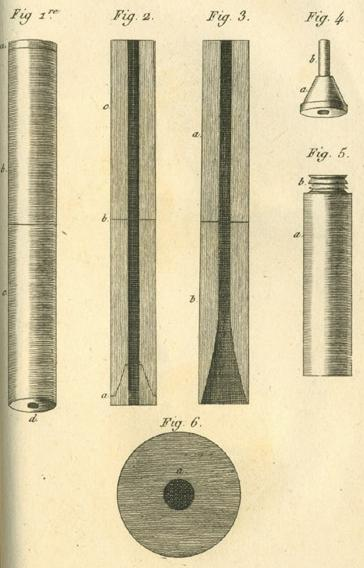 Fig 1.re
Fig. 2.
Fig. 3.
Fig. 4
a.
b.
c.
d.
c.
b.
a.
a.
b.
b.
a.
Fig. 5.
b.
a.
Fig. 6.
a.